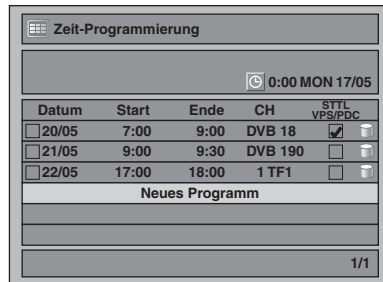 Zeit-Programmierung
0:00 MON 17/05
Datum Start Ende CH STTL VPS/PDC
20/05 7:00 9:00 DVB 18
21/05 9:00 9:30 DVB 190
22/05 17:00 18:00 1 TF1
Neues Programm
1/1